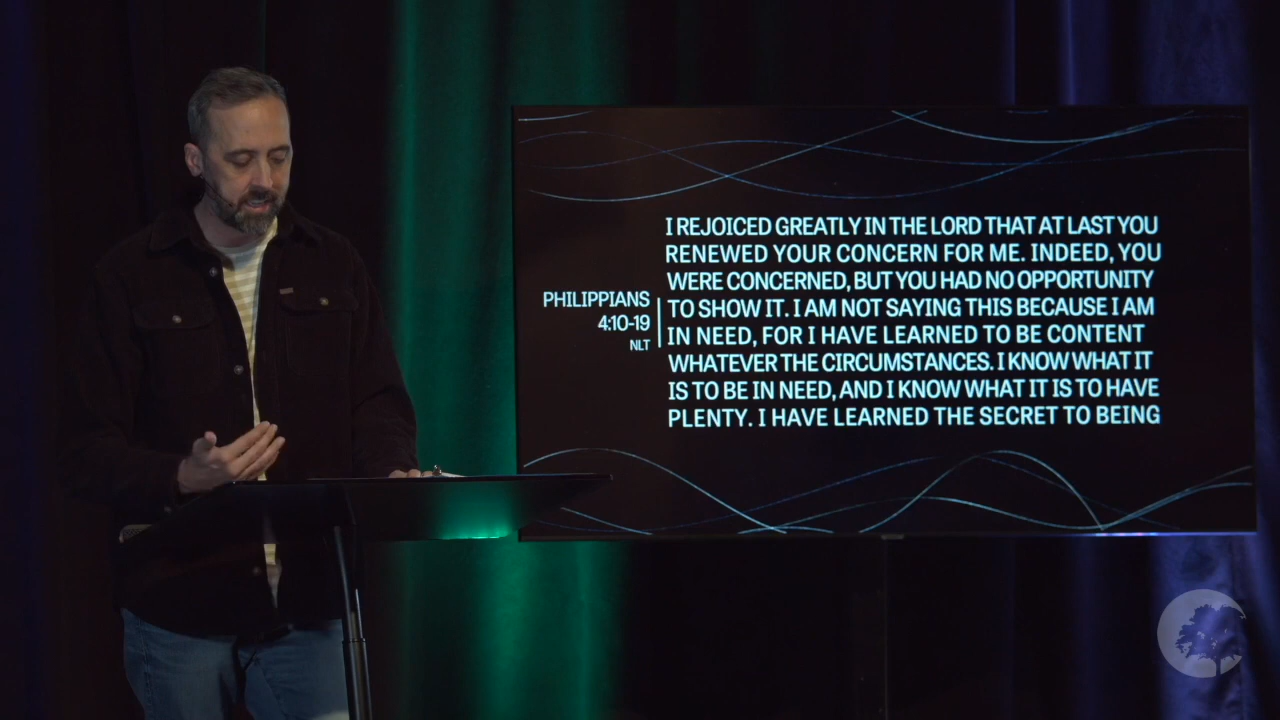 PHILIPPIANS
4:10-19
NLT
I REJOICED GREATLY IN THE LORD THAT AT LAST YOU
RENEWED YOUR CONCERN FOR ME. INDEED, YOU
WERE CONCERNED, BUT YOU HAD NO OPPORTUNITY
TO SHOW IT. I AM NOT SAYING THIS BECAUSE I AM
IN NEED, FOR I HAVE LEARNED TO BE CONTENT
WHATEVER THE CIRCUMSTANCES. I KNOW WHAT IT
IS TO BE IN NEED, AND I KNOW WHAT IT IS TO HAVE
PLENTY. I HAVE LEARNED THE SECRET TO BEING